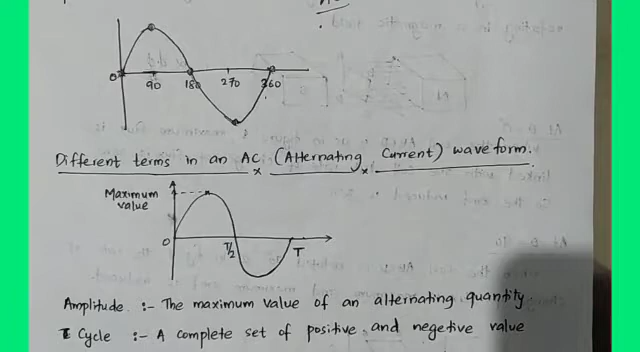 0 90 180 270 360
Different terms in an AC (Alternating Current) waveform.
Maximum
value
0 T/2 T
Amplitude :- The maximum value of an alternating quantity.
Cycle :- A complete set of positive and negetive value